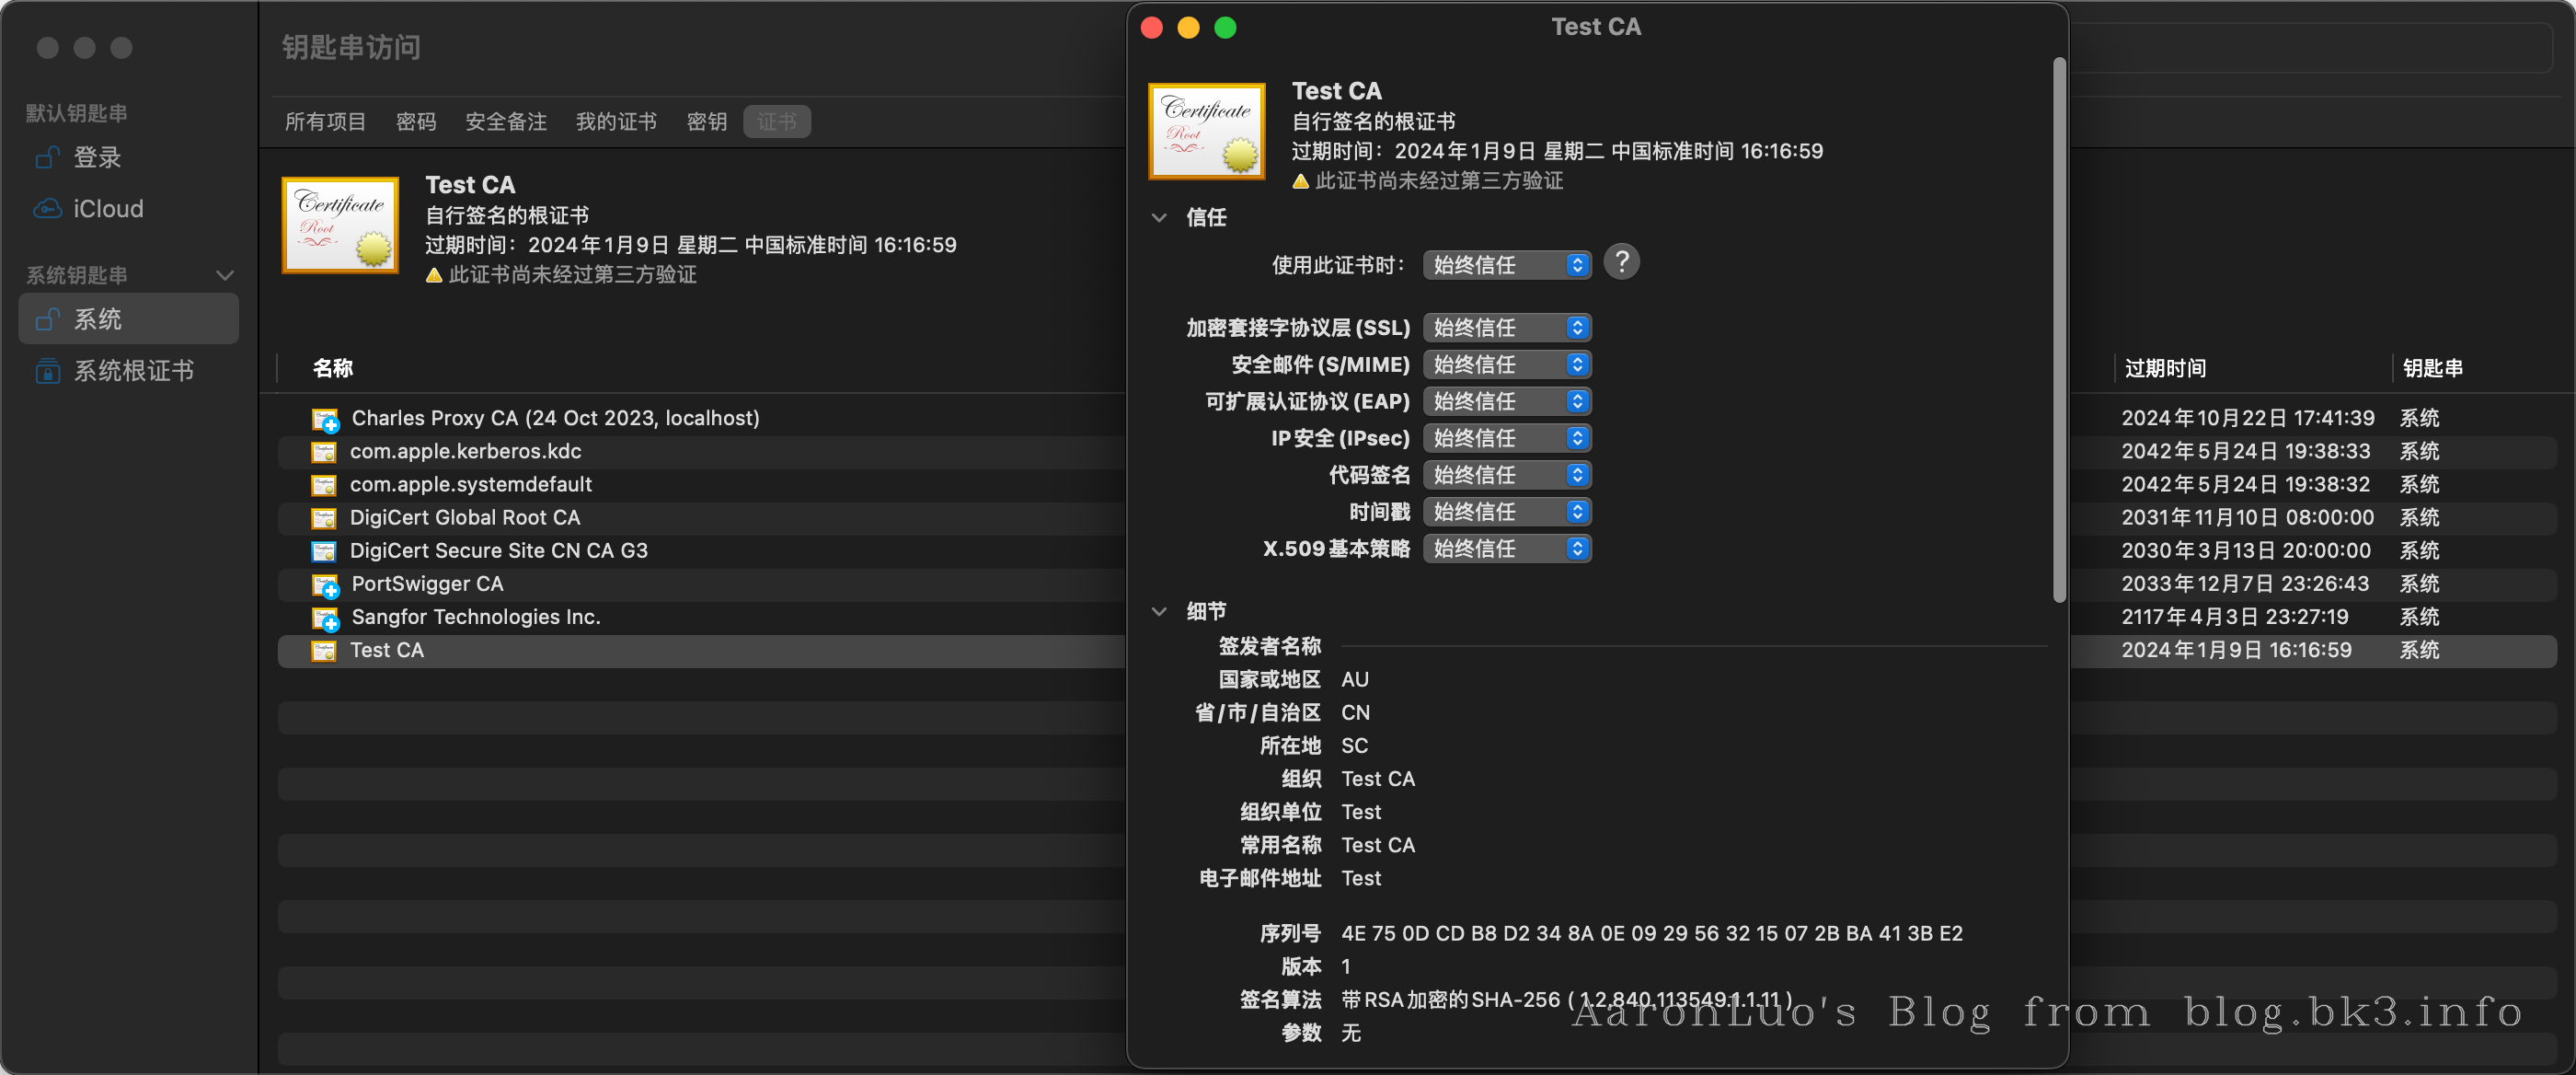 钥匙串访问
默认钥匙串
登录
iCloud
系统钥匙串
系统
系统根证书
所有项目 密码 安全备注 我的证书 密钥 证书
Certificate
Root
Test CA
自行签名的根证书
过期时间：2024年1月9日 星期二 中国标准时间 16:16:59
此证书尚未经过第三方验证
名称 过期时间 钥匙串
Charles Proxy CA (24 Oct 2023, localhost) 2024年10月22日 17:41:39 系统
com.apple.kerberos.kdc 2042年5月24日 19:38:33 系统
com.apple.systemdefault 2042年5月24日 19:38:32 系统
DigiCert Global Root CA 2031年11月10日 08:00:00 系统
DigiCert Secure Site CN CA G3 2030年3月13日 20:00:00 系统
PortSwigger CA 2033年12月7日 23:26:43 系统
Sangfor Technologies Inc. 2117年4月3日 23:27:19 系统
Test CA 2024年1月9日 16:16:59 系统
Test CA
Certificate
Root
Test CA
自行签名的根证书
过期时间：2024年1月9日 星期二 中国标准时间 16:16:59
此证书尚未经过第三方验证
信任
使用此证书时： 始终信任 ?
加密套接字协议层 (SSL) 始终信任
安全邮件 (S/MIME) 始终信任
可扩展认证协议 (EAP) 始终信任
IP 安全 (IPsec) 始终信任
代码签名 始终信任
时间戳 始终信任
X.509基本策略 始终信任
细节
签发者名称
国家或地区 AU
省/市/自治区 CN
所在地 SC
组织 Test CA
组织单位 Test
常用名称 Test CA
电子邮件地址 Test
序列号 4E 75 0D CD B8 D2 34 8A 0E 09 29 56 32 15 07 2B BA 41 3B E2
版本 1
签名算法 带 RSA 加密的 SHA-256 ( 1.2.840.113549.1.1.11 )
参数 无
AaronLuo's Blog from blog.bk3.info